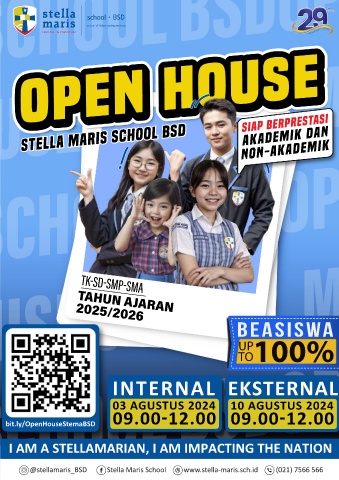 stella
maris
school • BSD
29
OPEN HOUSE
STELLA MARIS SCHOOL BSD
SIAP BERPRESTASI
AKADEMIK DAN
NON-AKADEMIK
TK-SD-SMP-SMA
TAHUN AJARAN
2025/2026
BEASISWA
UP TO 100%
bit.ly/OpenHouseStemaBSD
INTERNAL
03 AGUSTUS 2024
09.00-12.00
EKSTERNAL
10 AGUSTUS 2024
09.00-12.00
I AM A STELLAMARIAN, I AM IMPACTING THE NATION
@stellamaris_BSD
Stella Maris School
www.stella-maris.sch.id
(021) 7566 566